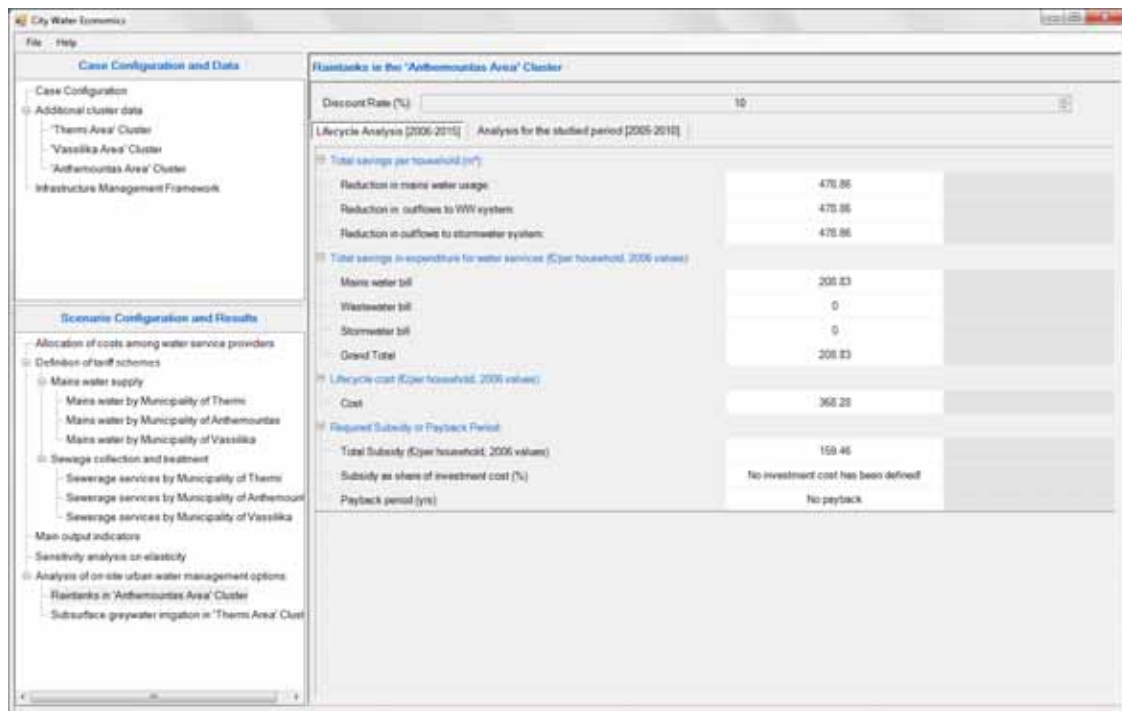 City Water Economics
File Help
Case Configuration and Data
Case Configuration
Additional cluster data
'Thermi Area' Cluster
'Vassilika Area' Cluster
'Anthemountas Area' Cluster
Infrastructure Management Framework
Scenario Configuration and Results
Allocation of costs among water service providers
Definition of tariff schemes
Mains water supply
Mains water by Municipality of Thermi
Mains water by Municipality of Anthemountas
Mains water by Municipality of Vassilika
Sewage collection and treatment
Sewerage services by Municipality of Thermi
Sewerage services by Municipality of Anthemount
Sewerage services by Municipality of Vassilika
Main output indicators
Sensitivity analysis on elasticity
Analysis of on-site urban water management options
Raintanks in 'Anthemountas Area' Cluster
Subsurface greywater irrigation in 'Thermi Area' Clust
Raintanks in the 'Anthemountas Area' Cluster
Discount Rate (%) 10
Lifecycle Analysis [2006-2015] Analysis for the studied period [2005-2010]
Total savings per household (m³)
Reduction in mains water usage 478.86
Reduction in outflows to WW system 478.86
Reduction in outflows to stormwater system 478.86
Total savings in expenditure for water services (€/per household, 2006 values)
Mains water bill 208.83
Wastewater bill 0
Stormwater bill 0
Grand Total 208.83
Lifecycle cost (€/per household, 2006 values)
Cost 368.28
Required Subsidy or Payback Period
Total Subsidy (€/per household, 2006 values) 159.46
Subsidy as share of investment cost (%) No investment cost has been defined
Payback period (yrs) No payback